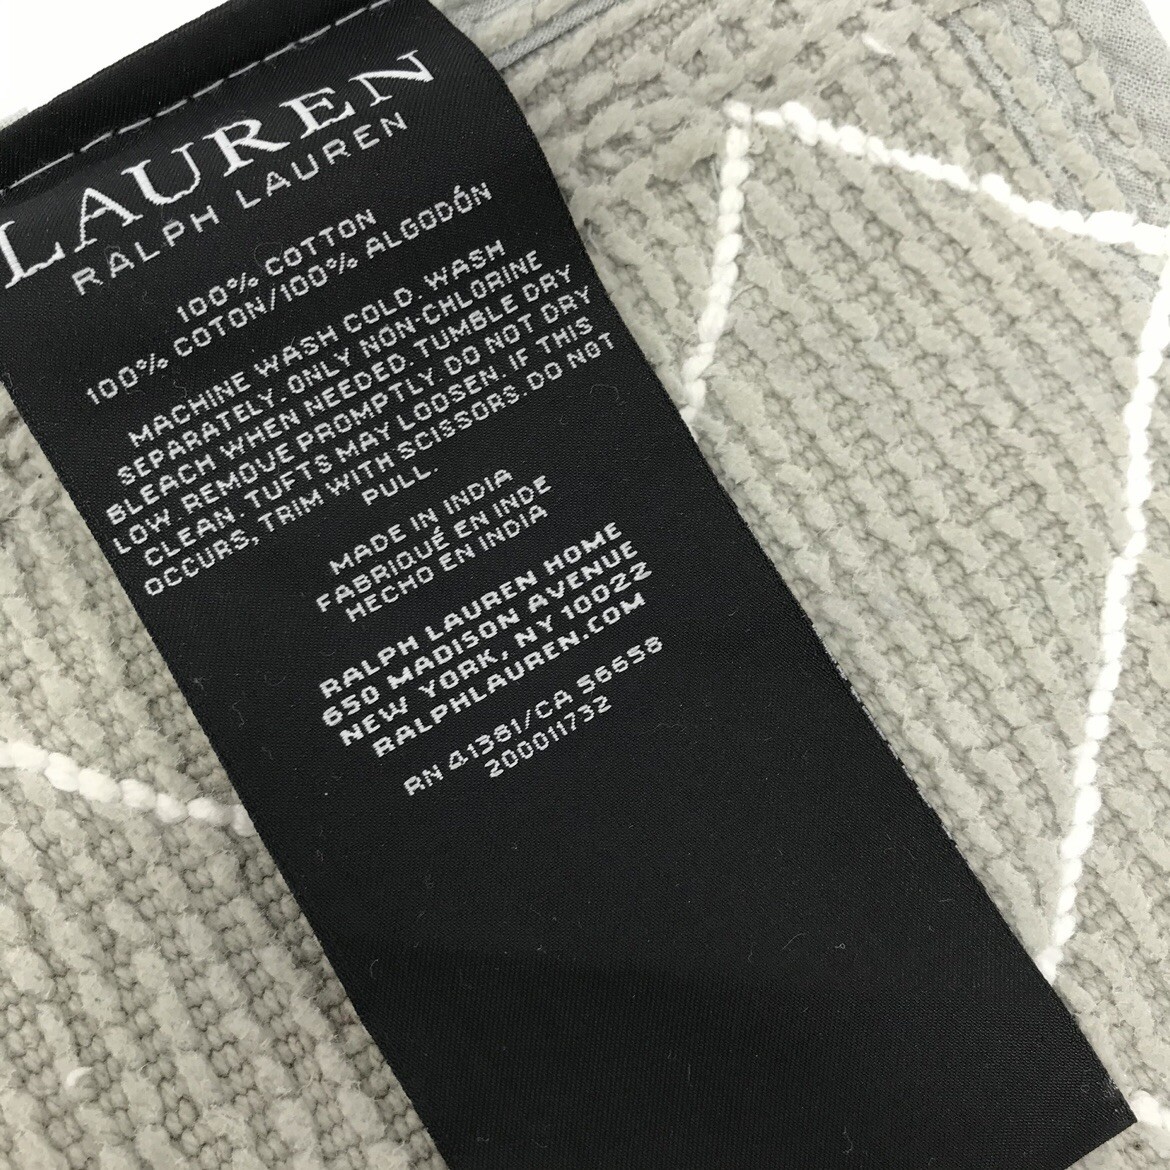 LAUREN
RALPH LAUREN
100% COTTON
100% COTON/100% ALGODÓN
MACHINE WASH COLD. WASH
SEPARATELY. ONLY NON-CHLORINE
BLEACH WHEN NEEDED. TUMBLE DRY
LOW. REMOVE PROMPTLY. DO NOT DRY
CLEAN. TUFTS MAY LOOSEN. IF THIS
OCCURS, TRIM WITH SCISSORS. DO NOT
PULL.
MADE IN INDIA
FABRIQUÉ EN INDE
HECHO EN INDIA
RALPH LAUREN HOME
650 MADISON AVENUE
NEW YORK, NY 10022
RALPHLAUREN.COM
RN 41381/CA 56658
200011732